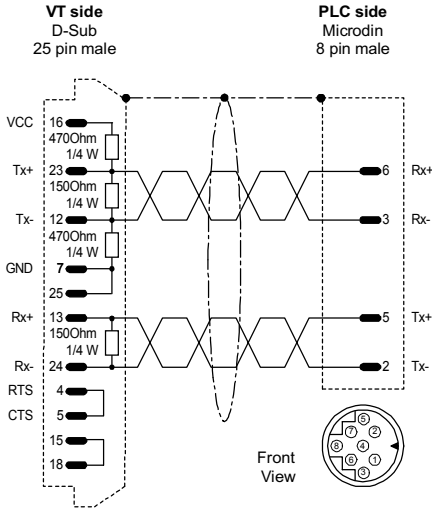 VT side
D-Sub
25 pin male
PLC side
Microdin
8 pin male
VCC 16
470Ohm
1/4 W
Tx+ 23 6 Rx+
150Ohm
1/4 W
Tx- 12 3 Rx-
470Ohm
1/4 W
GND 7
25
Rx+ 13 5 Tx+
150Ohm
1/4 W
Rx- 24 2 Tx-
RTS 4
CTS 5
15
18
Front
View
5
7 2
8 4
6 1
3